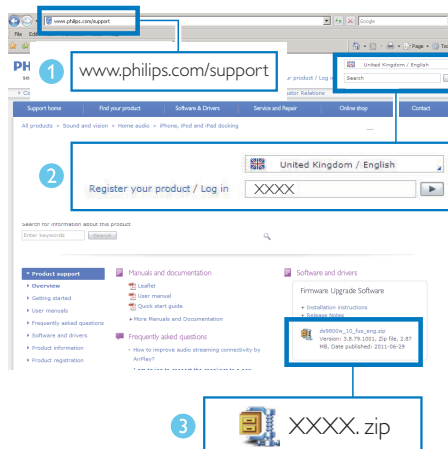 www.philips.com/support
Google
File
Page
1
www.philips.com/support
United Kingdom / English
PH
Search
Support home
Find your product
Software & Drivers
Service and Repair
Online shop
Contact
All products > Sound and vision > Home audio > iPhone, iPod and iPad docking
2
United Kingdom / English
Register your product / Log in
XXXX
Search for information about this product
Enter keywords
Search
Product support
Overview
Getting started
User manuals
Frequently asked questions
Software and drivers
Product information
Product registration
Manuals and documentation
Leaflet
User manual
Quick start guide
+ More Manuals and Documentation
Frequently asked questions
- How to improve audio streaming connectivity by
AirPlay?
Software and drivers
Firmware Upgrade Software
+ Installation instructions
+ Release Notes
ds9800w_10_fus_eng.zip
Version: 3.8.79.1001, Zip file, 2.87
MB, Date published: 2011-06-29
3
XXXX. zip